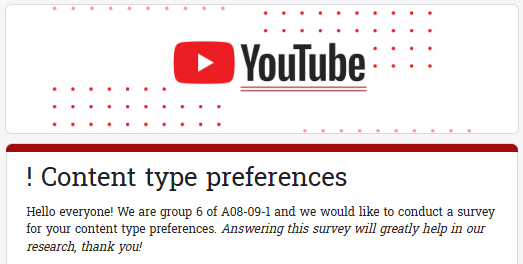 YouTube
! Content type preferences
Hello everyone! We are group 6 of A08-09-1 and we would like to conduct a survey
for your content type preferences. Answering this survey will greatly help in our
research, thank you!